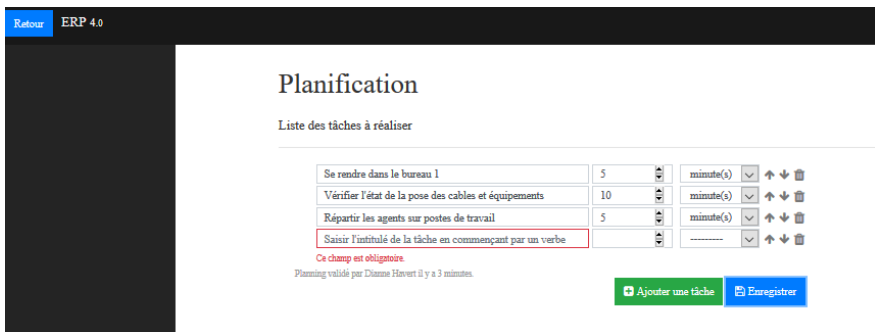 Retour ERP 4.0
Planification
Liste des tâches à réaliser
Se rendre dans le bureau 1 5 minute(s)
Vérifier l'état de la pose des cables et équipements 10 minute(s)
Répartir les agents sur postes de travail 5 minute(s)
Saisir l'intitulé de la tâche en commençant par un verbe ---------
Ce champ est obligatoire.
Planning validé par Dianne Havert il y a 3 minutes.
Ajouter une tâche Enregistrer